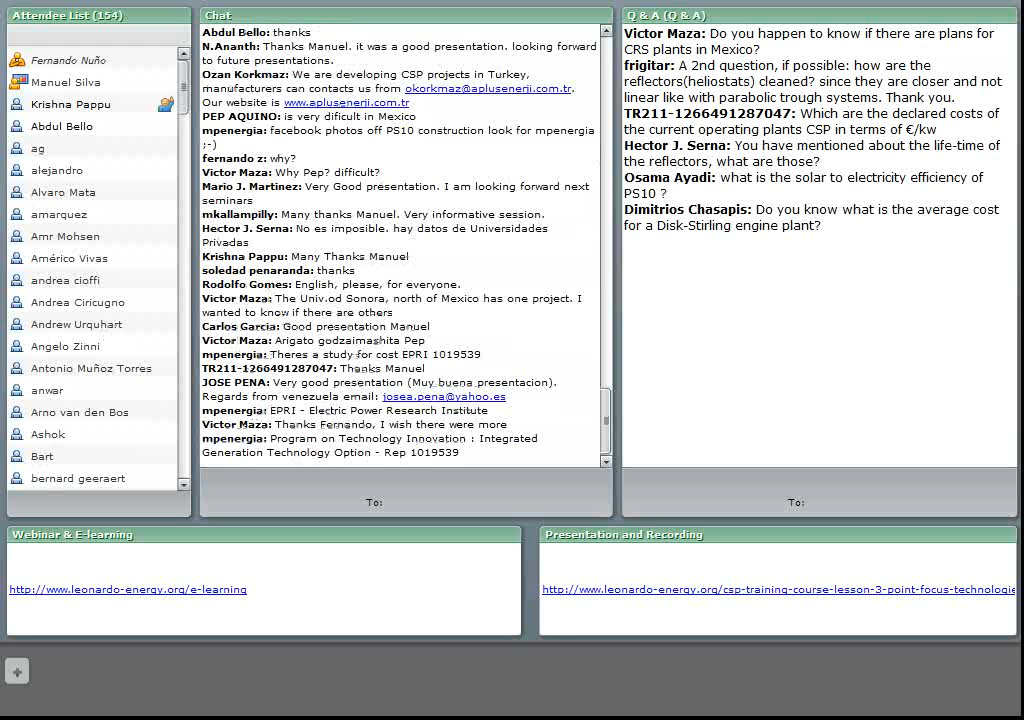 Attendee List (154)
Fernando Nuño
Manuel Silva
Krishna Pappu
Abdul Bello
ag
alejandro
Alvaro Mata
amarquez
Amr Mohsen
Américo Vivas
andrea cioffi
Andrea Ciricugno
Andrew Urquhart
Angelo Zinni
Antonio Muñoz Torres
anwar
Arno van den Bos
Ashok
Bart
bernard geeraert
Chat
Abdul Bello: thanks
N.Ananth: Thanks Manuel. it was a good presentation. looking forward
to future presentations.
Ozan Korkmaz: We are developing CSP projects in Turkey,
manufacturers can contacts us from okorkmaz@aplusenerji.com.tr.
Our website is www.aplusenerji.com.tr
PEP AQUINO: is very dificult in Mexico
mpenergia: facebook photos off PS10 construction look for mpenergia
;-)
fernando z: why?
Victor Maza: Why Pep? difficult?
Mario J. Martinez: Very Good presentation. I am looking forward next
seminars
mkallampilly: Many thanks Manuel. Very informative session.
Hector J. Serna: No es imposible. hay datos de Universidades
Privadas
Krishna Pappu: Many Thanks Manuel
soledad penaranda: thanks
Rodolfo Gomes: English, please, for everyone.
Victor Maza: The Univ.od Sonora, north of Mexico has one project. I
wanted to know if there are others
Carlos Garcia: Good presentation Manuel
Victor Maza: Arigato godzaimashita Pep
mpenergia: Theres a study for cost EPRI 1019539
TR211-1266491287047: Thanks Manuel
JOSE PENA: Very good presentation (Muy buena presentacion).
Regards from venezuela email: josea.pena@yahoo.es
mpenergia: EPRI - Electric Power Research Institute
Victor Maza: Thanks Fernando, I wish there were more
mpenergia: Program on Technology Innovation : Integrated
Generation Technology Option - Rep 1019539
To:
Q & A (Q & A)
Victor Maza: Do you happen to know if there are plans for
CRS plants in Mexico?
frigitar: A 2nd question, if possible: how are the
reflectors(heliostats) cleaned? since they are closer and not
linear like with parabolic trough systems. Thank you.
TR211-1266491287047: Which are the declared costs of
the current operating plants CSP in terms of €/kw
Hector J. Serna: You have mentioned about the life-time of
the reflectors, what are those?
Osama Ayadi: what is the solar to electricity efficiency of
PS10 ?
Dimitrios Chasapis: Do you know what is the average cost
for a Disk-Stirling engine plant?
To:
Webinar & E-learning
http://www.leonardo-energy.org/e-learning
Presentation and Recording
http://www.leonardo-energy.org/csp-training-course-lesson-3-point-focus-technologie